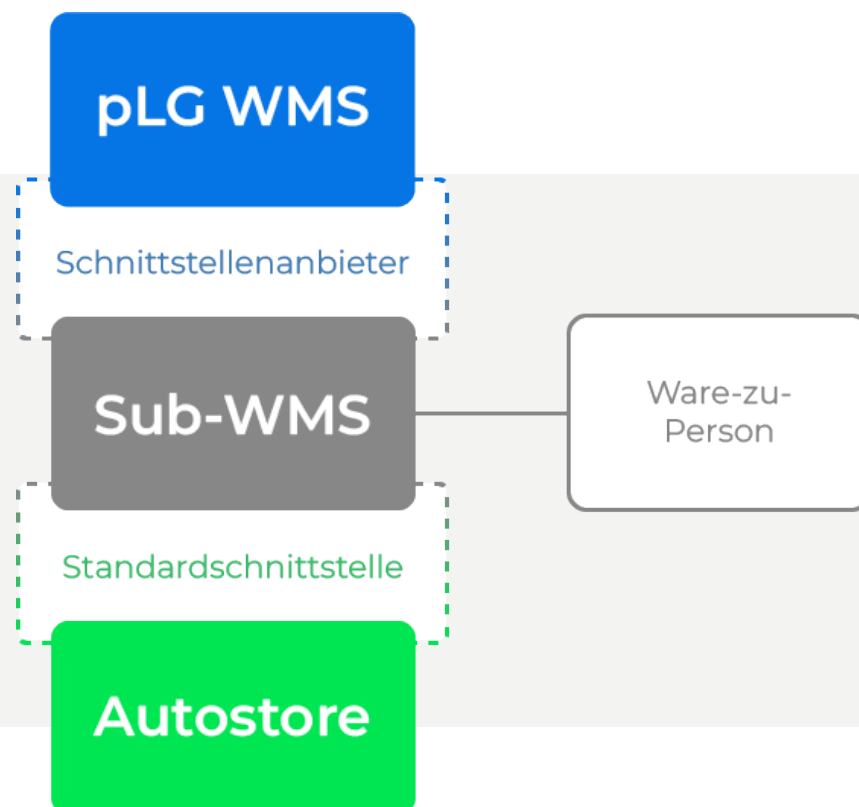 pLG WMS
Schnittstellenanbieter
Sub-WMS
Ware-zu-
Person
Standardschnittstelle
Autostore